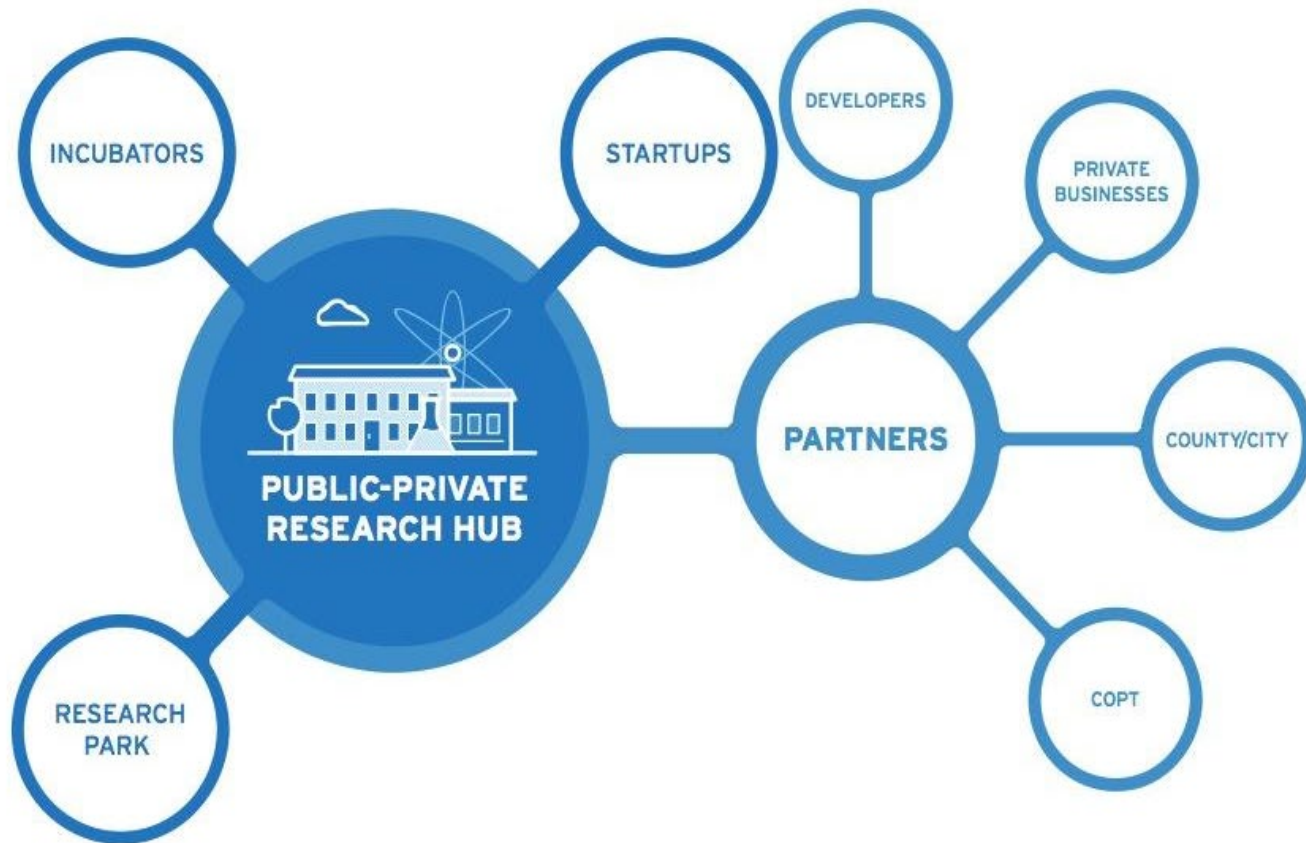 INCUBATORS
STARTUPS
DEVELOPERS
PRIVATE
BUSINESSES
PUBLIC-PRIVATE
RESEARCH HUB
PARTNERS
COUNTY/CITY
RESEARCH
PARK
COPT